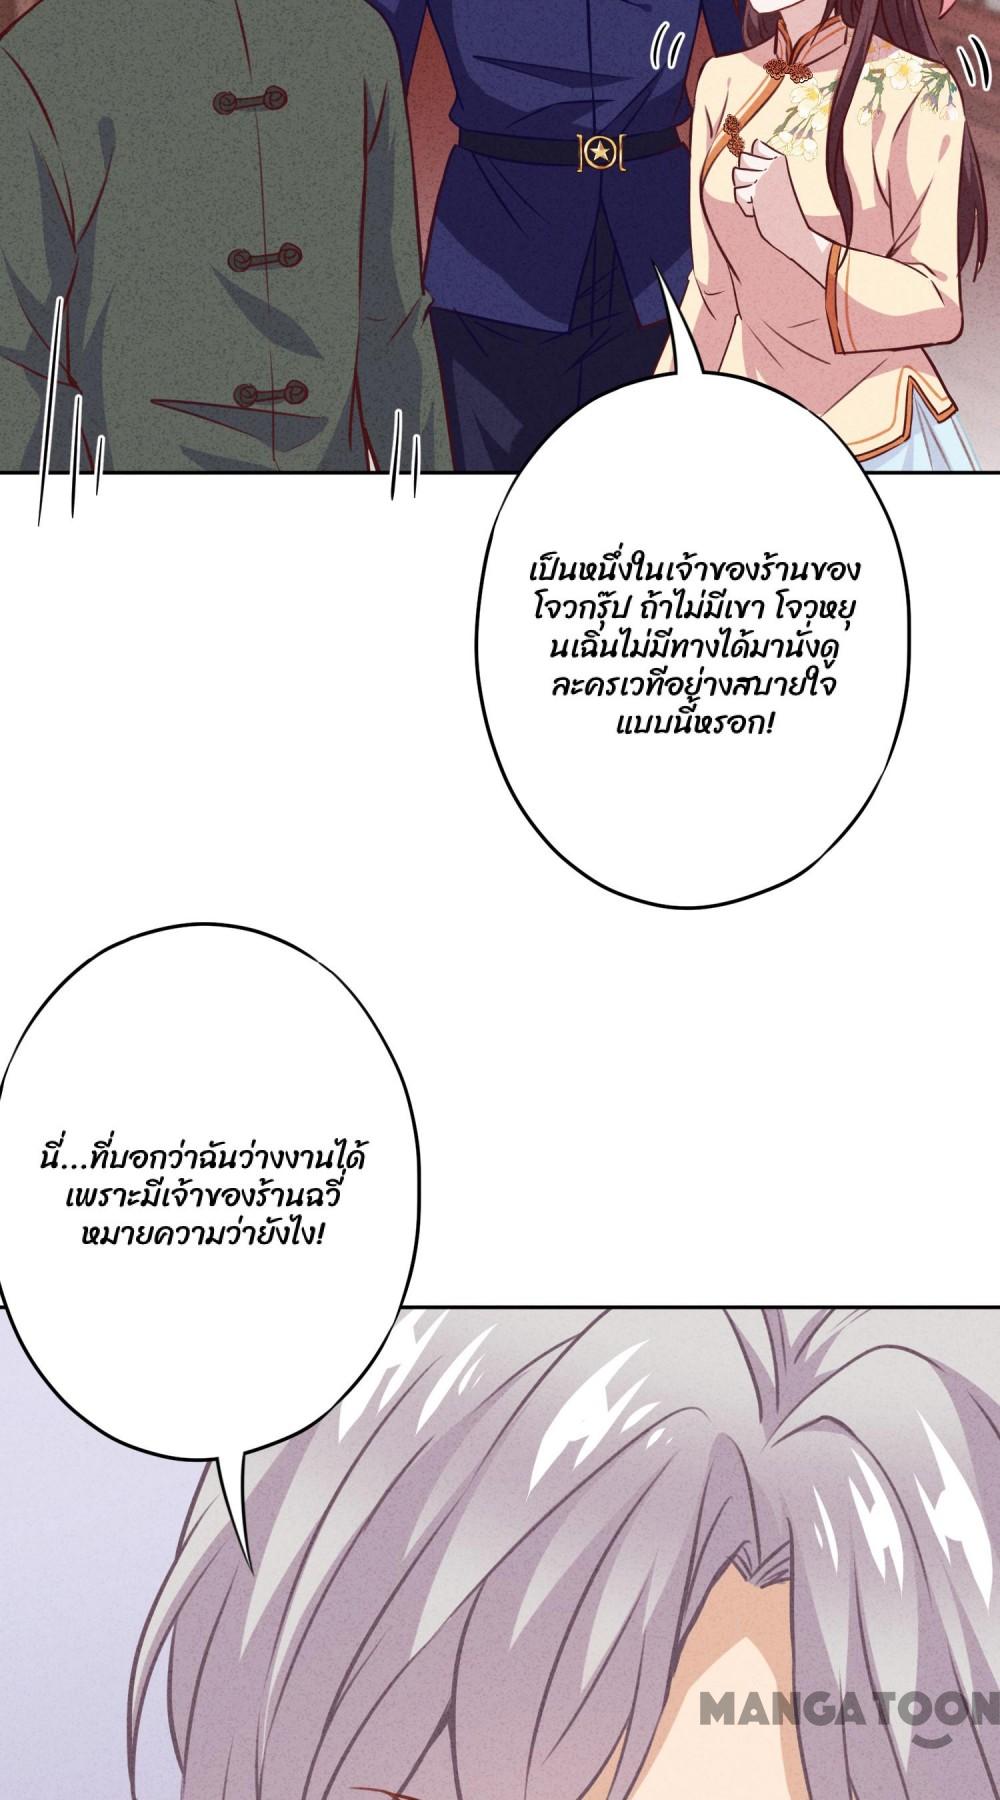 เป็นหนึ่งในเจ้าของร้านของ
โจวกรุ๊ป ถ้าไม่มีเขา โจวหยุ
นเฉินไม่มีทางได้มานั่งดู
ละครเวทีอย่างสบายใจ
แบบนี้หรอก!
นี่...ที่บอกว่าฉันว่างงานได้
เพราะมีเจ้าของร้านฉวี่
หมายความว่ายังไง!
MANGATOON